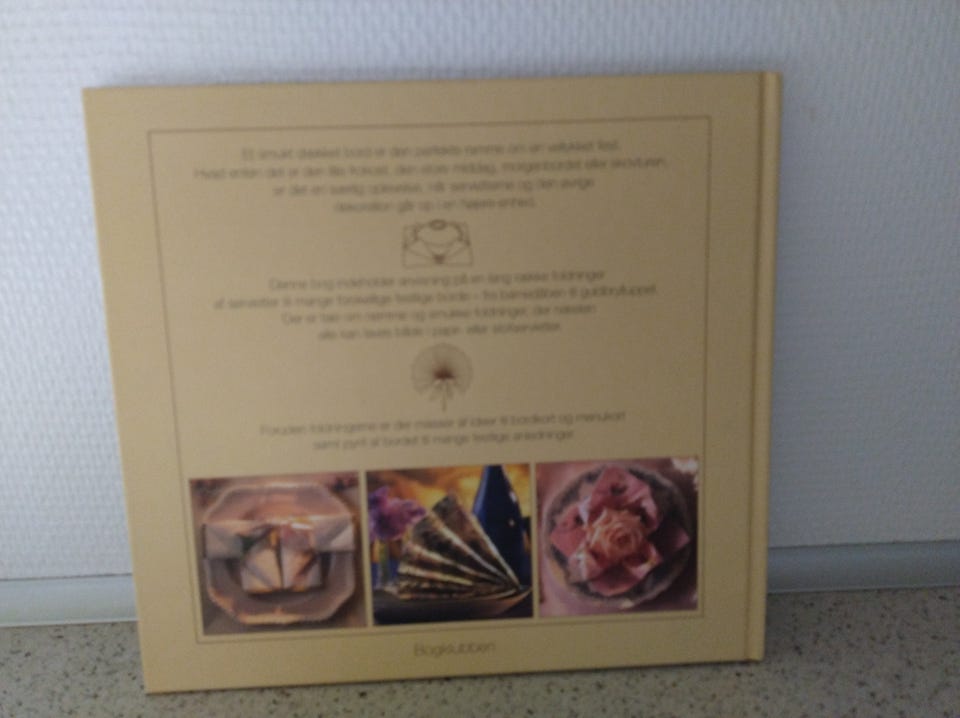 Et smukt dækket bord er den perfekte ramme om en vellykket fest.
Hvad enten det er den lille frokost, den store middag, morgenbordet eller skovturen,
er det en særlig oplevelse, når servietterne og den øvrige
dekoration går op i en højere enhed.
Denne bog indeholder anvisning på en lang række foldninger
af servietter til mange forskellige festlige borde – fra barnedåben til guldbrylluppet.
Der er tale om nemme og smukke foldninger, der næsten
alle kan laves både i papir- eller stofservietter.
Foruden foldningerne er der masser af ideer til bordkort og menukort
samt pynt af bordet til mange festlige anledninger.
Bogklubben